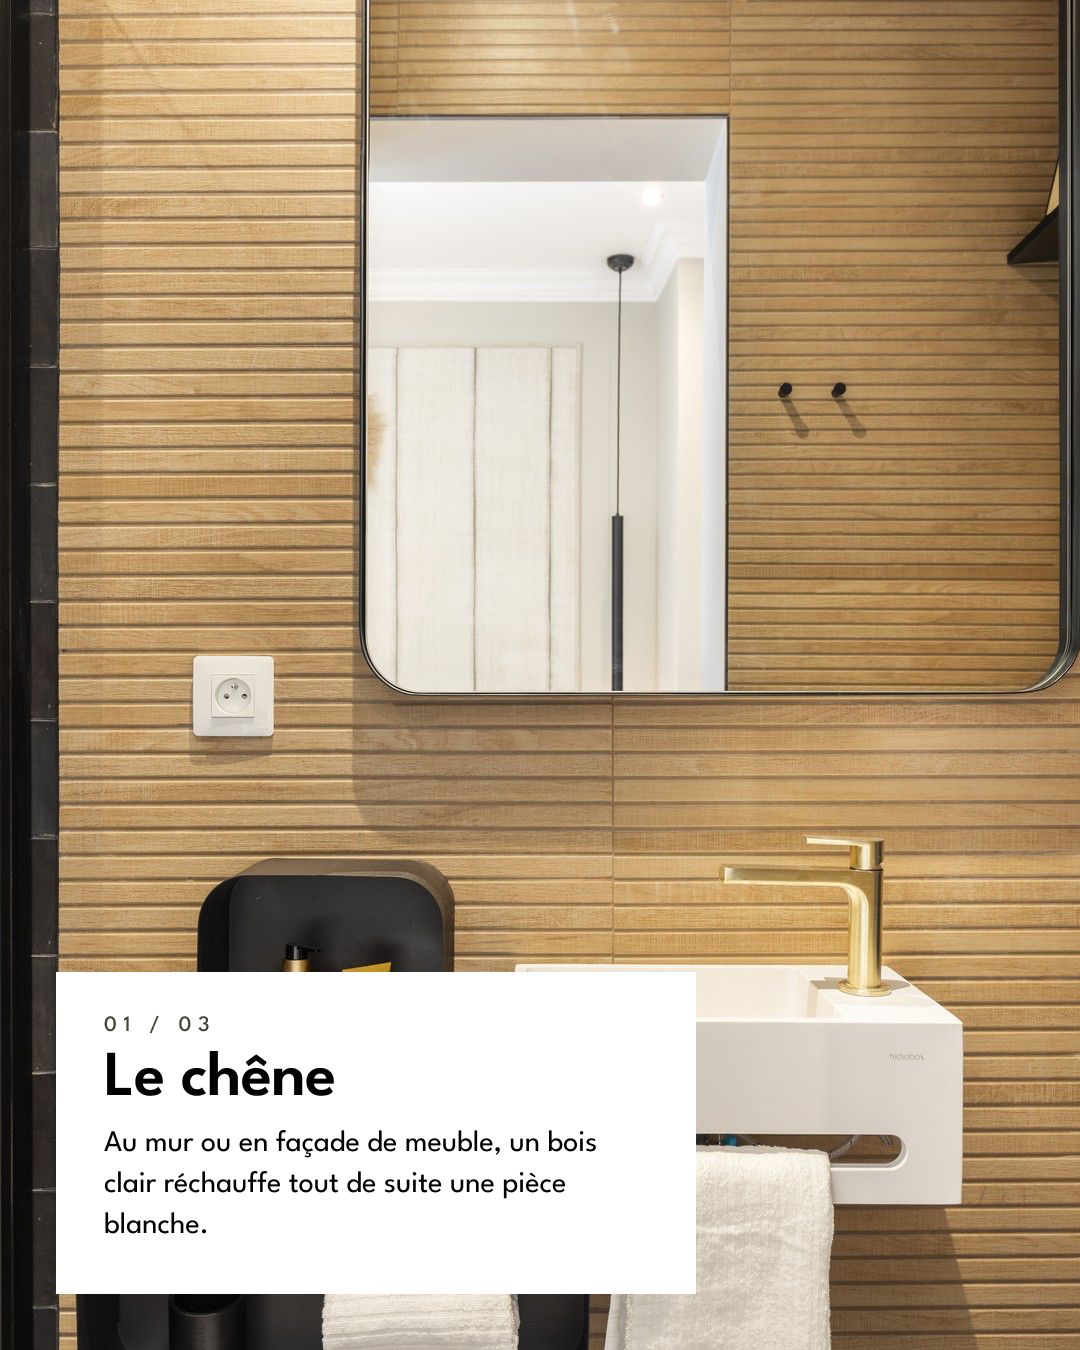 hidrobox
01 / 03
Le chêne
Au mur ou en façade de meuble, un bois
clair réchauffe tout de suite une pièce
blanche.